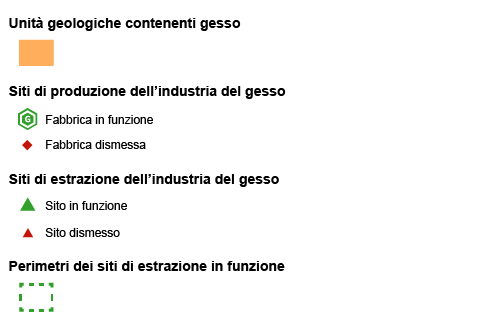 Unità geologiche contenenti gesso
Siti di produzione dell'industria del gesso
G Fabbrica in funzione
Fabbrica dismessa
Siti di estrazione dell'industria del gesso
Sito in funzione
Sito dismesso
Perimetri dei siti di estrazione in funzione